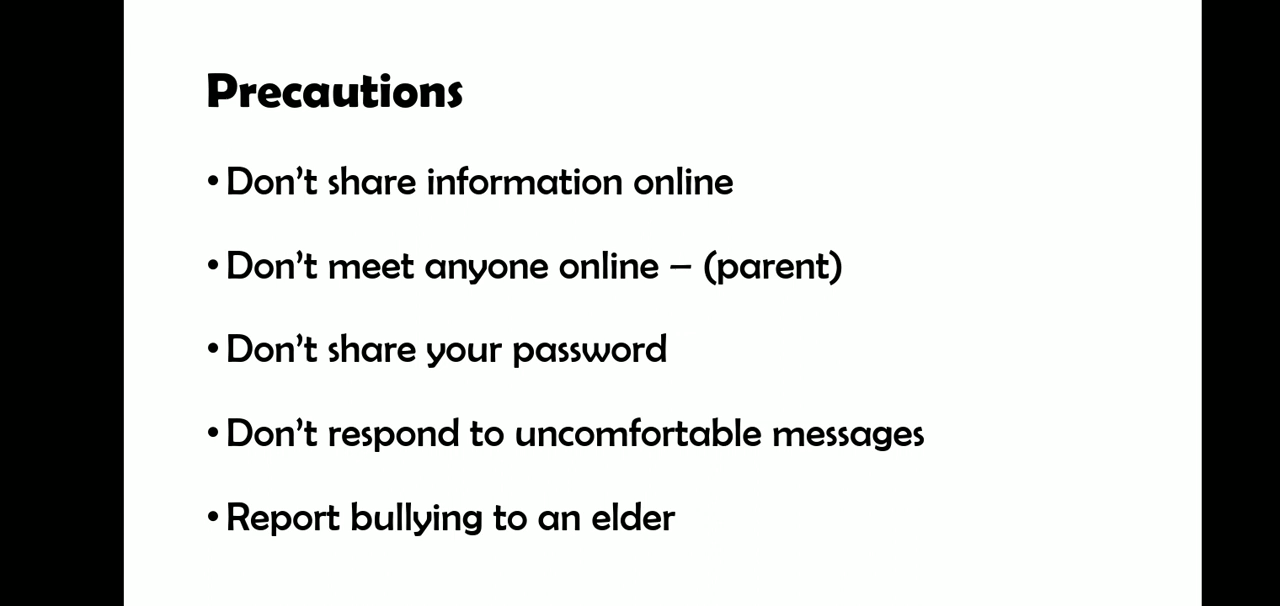 Precautions
• Don’t share information online
• Don’t meet anyone online – (parent)
• Don’t share your password
• Don’t respond to uncomfortable messages
• Report bullying to an elder